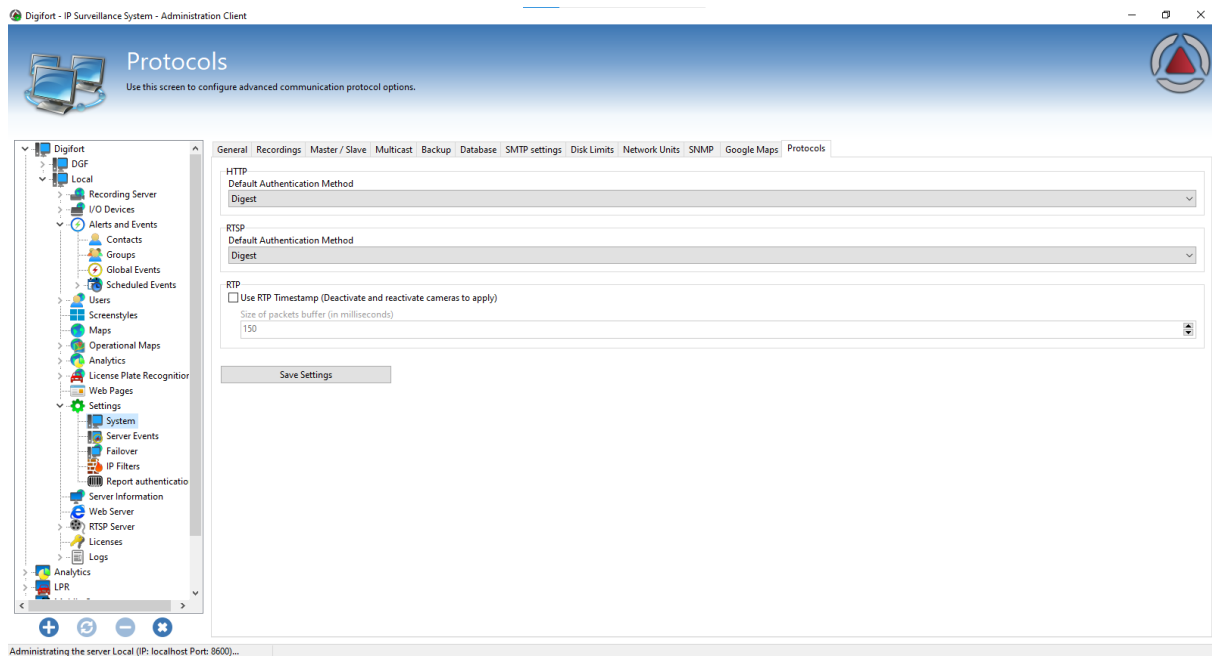 Digifort - IP Surveillance System - Administration Client
Protocols
Use this screen to configure advanced communication protocol options.
Digifort
DGF
Local
Recording Server
I/O Devices
Alerts and Events
Contacts
Groups
Global Events
Scheduled Events
Users
Screenstyles
Maps
Operational Maps
Analytics
License Plate Recognition
Web Pages
Settings
System
Server Events
Failover
IP Filters
Report authenticatio
Server Information
Web Server
RTSP Server
Licenses
Logs
Analytics
LPR
General Recordings Master / Slave Multicast Backup Database SMTP settings Disk Limits Network Units SNMP Google Maps Protocols
HTTP
Default Authentication Method
Digest
RTSP
Default Authentication Method
Digest
RTP
Use RTP Timestamp (Deactivate and reactivate cameras to apply)
Size of packets buffer (in milliseconds)
150
Save Settings
Administrating the server Local (IP: localhost Port: 8600)...